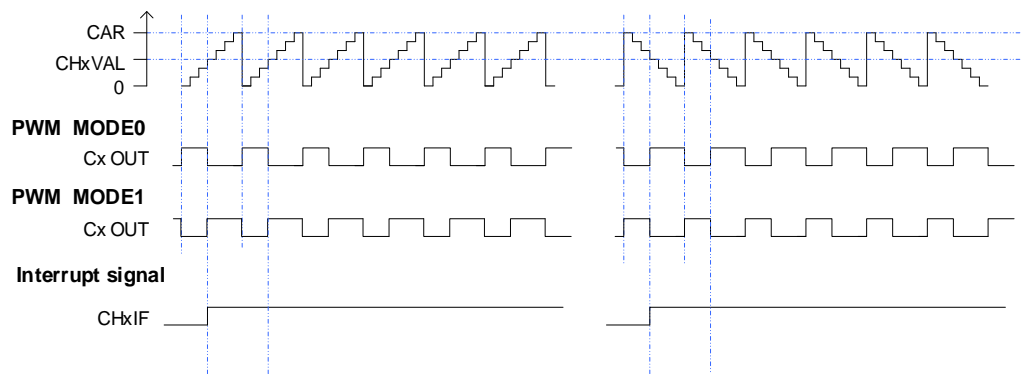 CAR
CHxVAL
0
PWM MODE0
Cx OUT
PWM MODE1
Cx OUT
Interrupt signal
CHxIF